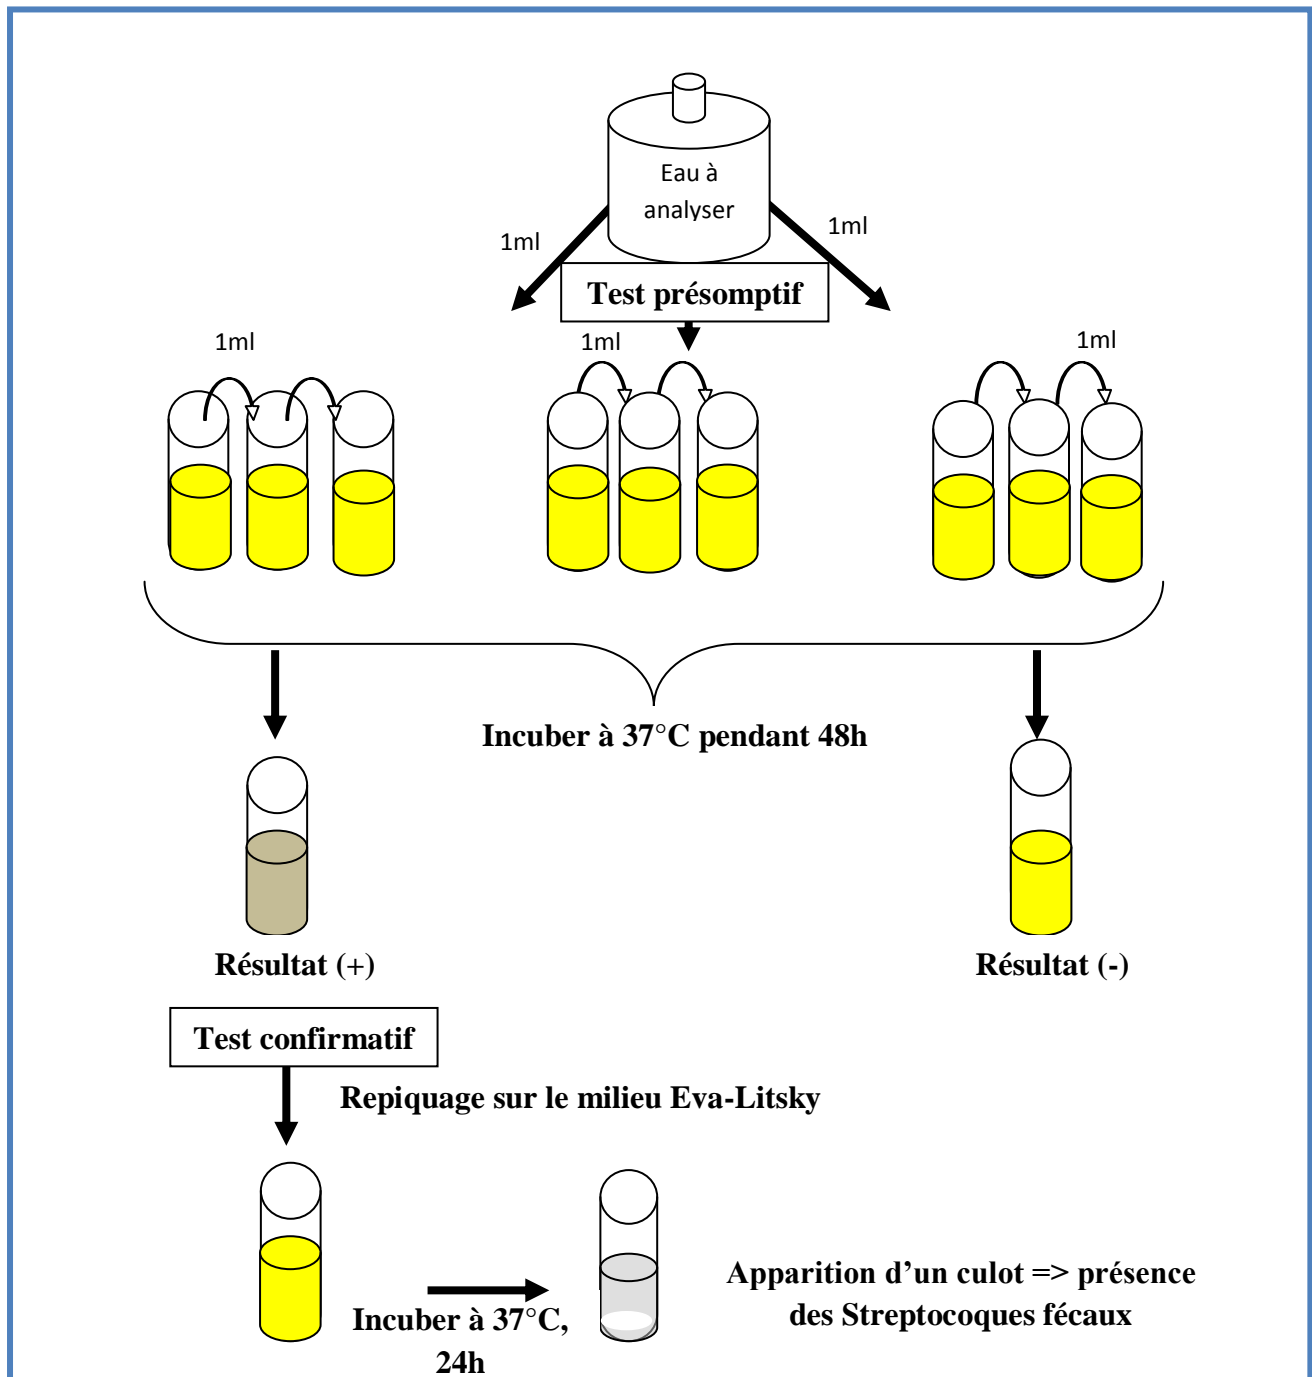 Eau à
analyser
1ml
1ml
Test présomptif
1ml
1ml
1ml
Incuber à 37°C pendant 48h
Résultat (+)
Résultat (-)
Test confirmatif
Repiquage sur le milieu Eva-Litsky
Incuber à 37°C,
24h
Apparition d’un culot => présence
des Streptocoques fécaux